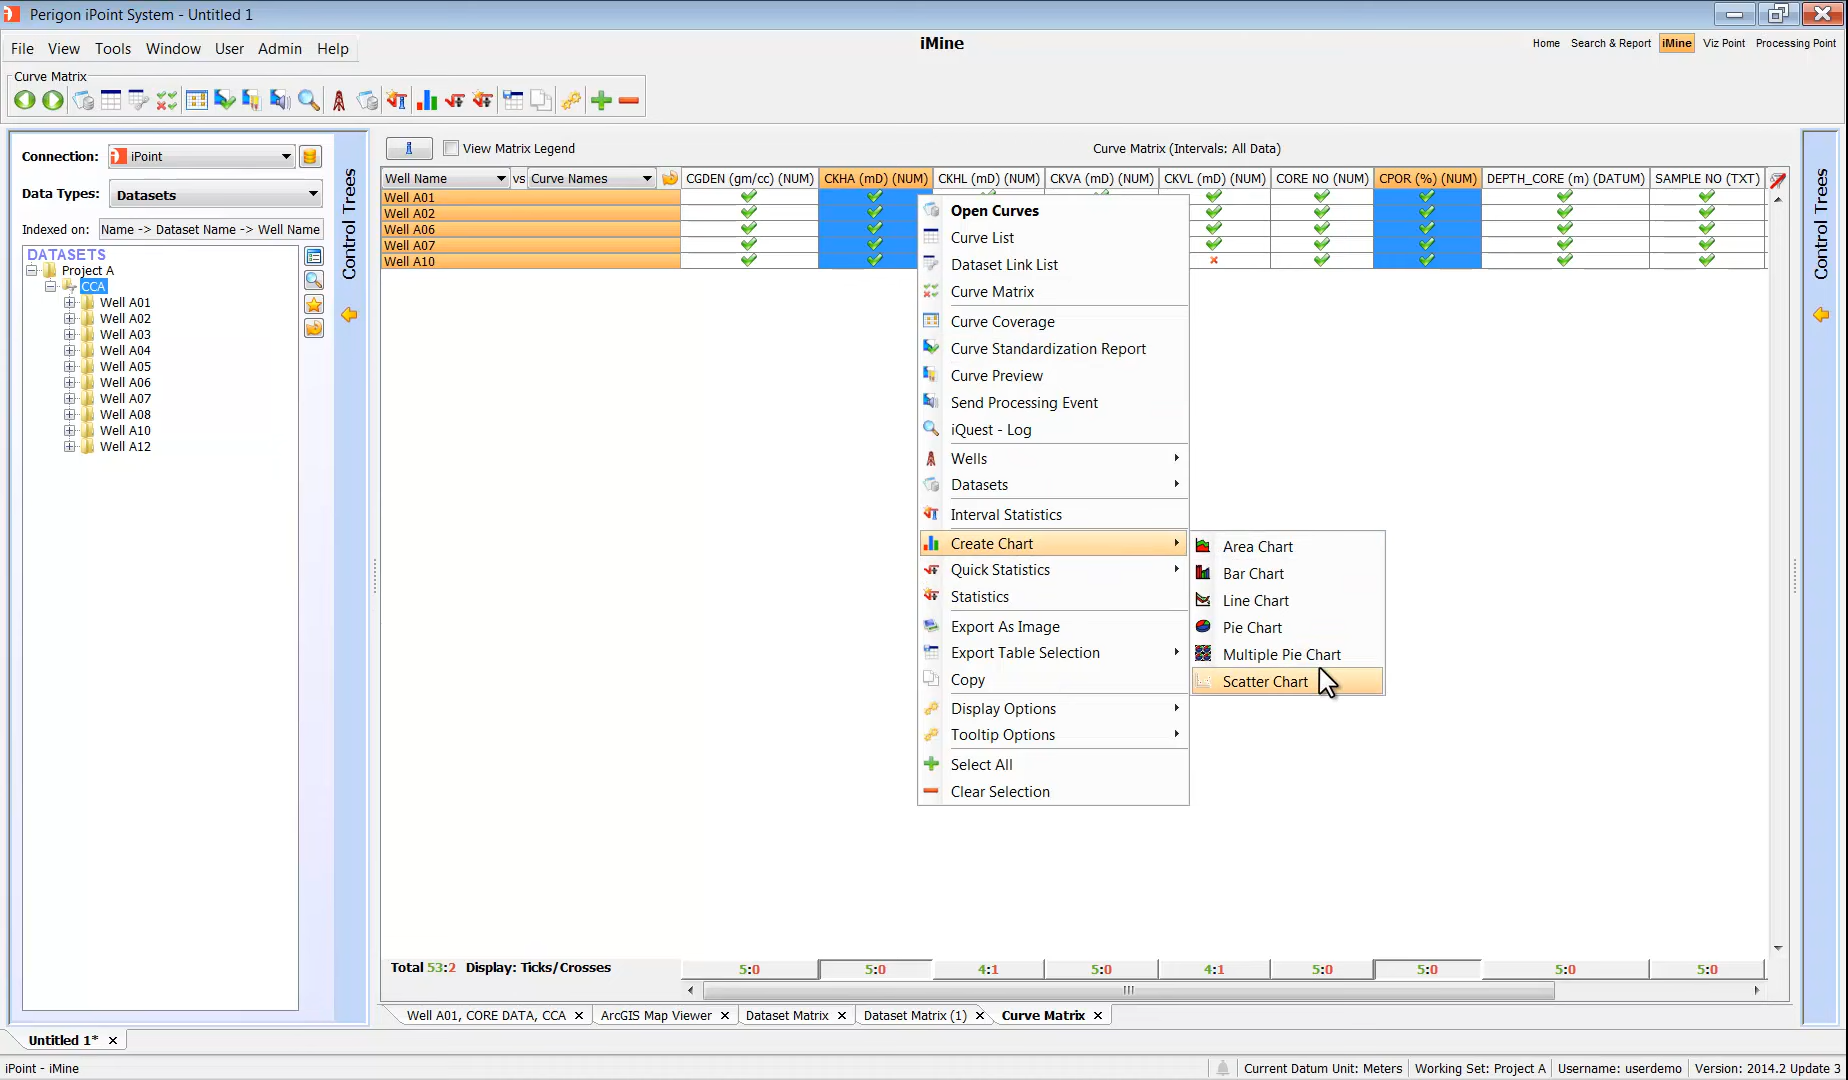 Perigon iPoint System - Untitled 1
File View Tools Window User Admin Help
iMine
Home Search & Report iMine Viz Point Processing Point
Curve Matrix
Connection: iPoint
Data Types: Datasets
Indexed on: Name -> Dataset Name -> Well Name
DATASETS
Project A
CCA
Well A01
Well A02
Well A03
Well A04
Well A05
Well A06
Well A07
Well A08
Well A10
Well A12
Control Trees
View Matrix Legend
Curve Matrix (Intervals: All Data)
Well Name vs Curve Names CGDEN (gm/cc) (NUM) CKHA (mD) (NUM) CKHL (mD) (NUM) CKVA (mD) (NUM) CKVL (mD) (NUM) CORE NO (NUM) CPOR (%) (NUM) DEPTH_CORE (m) (DATUM) SAMPLE NO (TXT)
Well A01
Well A02
Well A06
Well A07
Well A10
Open Curves
Curve List
Dataset Link List
Curve Matrix
Curve Coverage
Curve Standardization Report
Curve Preview
Send Processing Event
iQuest - Log
Wells
Datasets
Interval Statistics
Create Chart
Quick Statistics
Statistics
Export As Image
Export Table Selection
Copy
Display Options
Tooltip Options
Select All
Clear Selection
Area Chart
Bar Chart
Line Chart
Pie Chart
Multiple Pie Chart
Scatter Chart
Control Trees
Total 53:2 Display: Ticks/Crosses 5:0 5:0 4:1 5:0 4:1 5:0 5:0 5:0 5:0
Well A01, CORE DATA, CCA ArcGIS Map Viewer Dataset Matrix Dataset Matrix (1) Curve Matrix
Untitled 1*
iPoint - iMine
Current Datum Unit: Meters Working Set: Project A Username: userdemo Version: 2014.2 Update 3